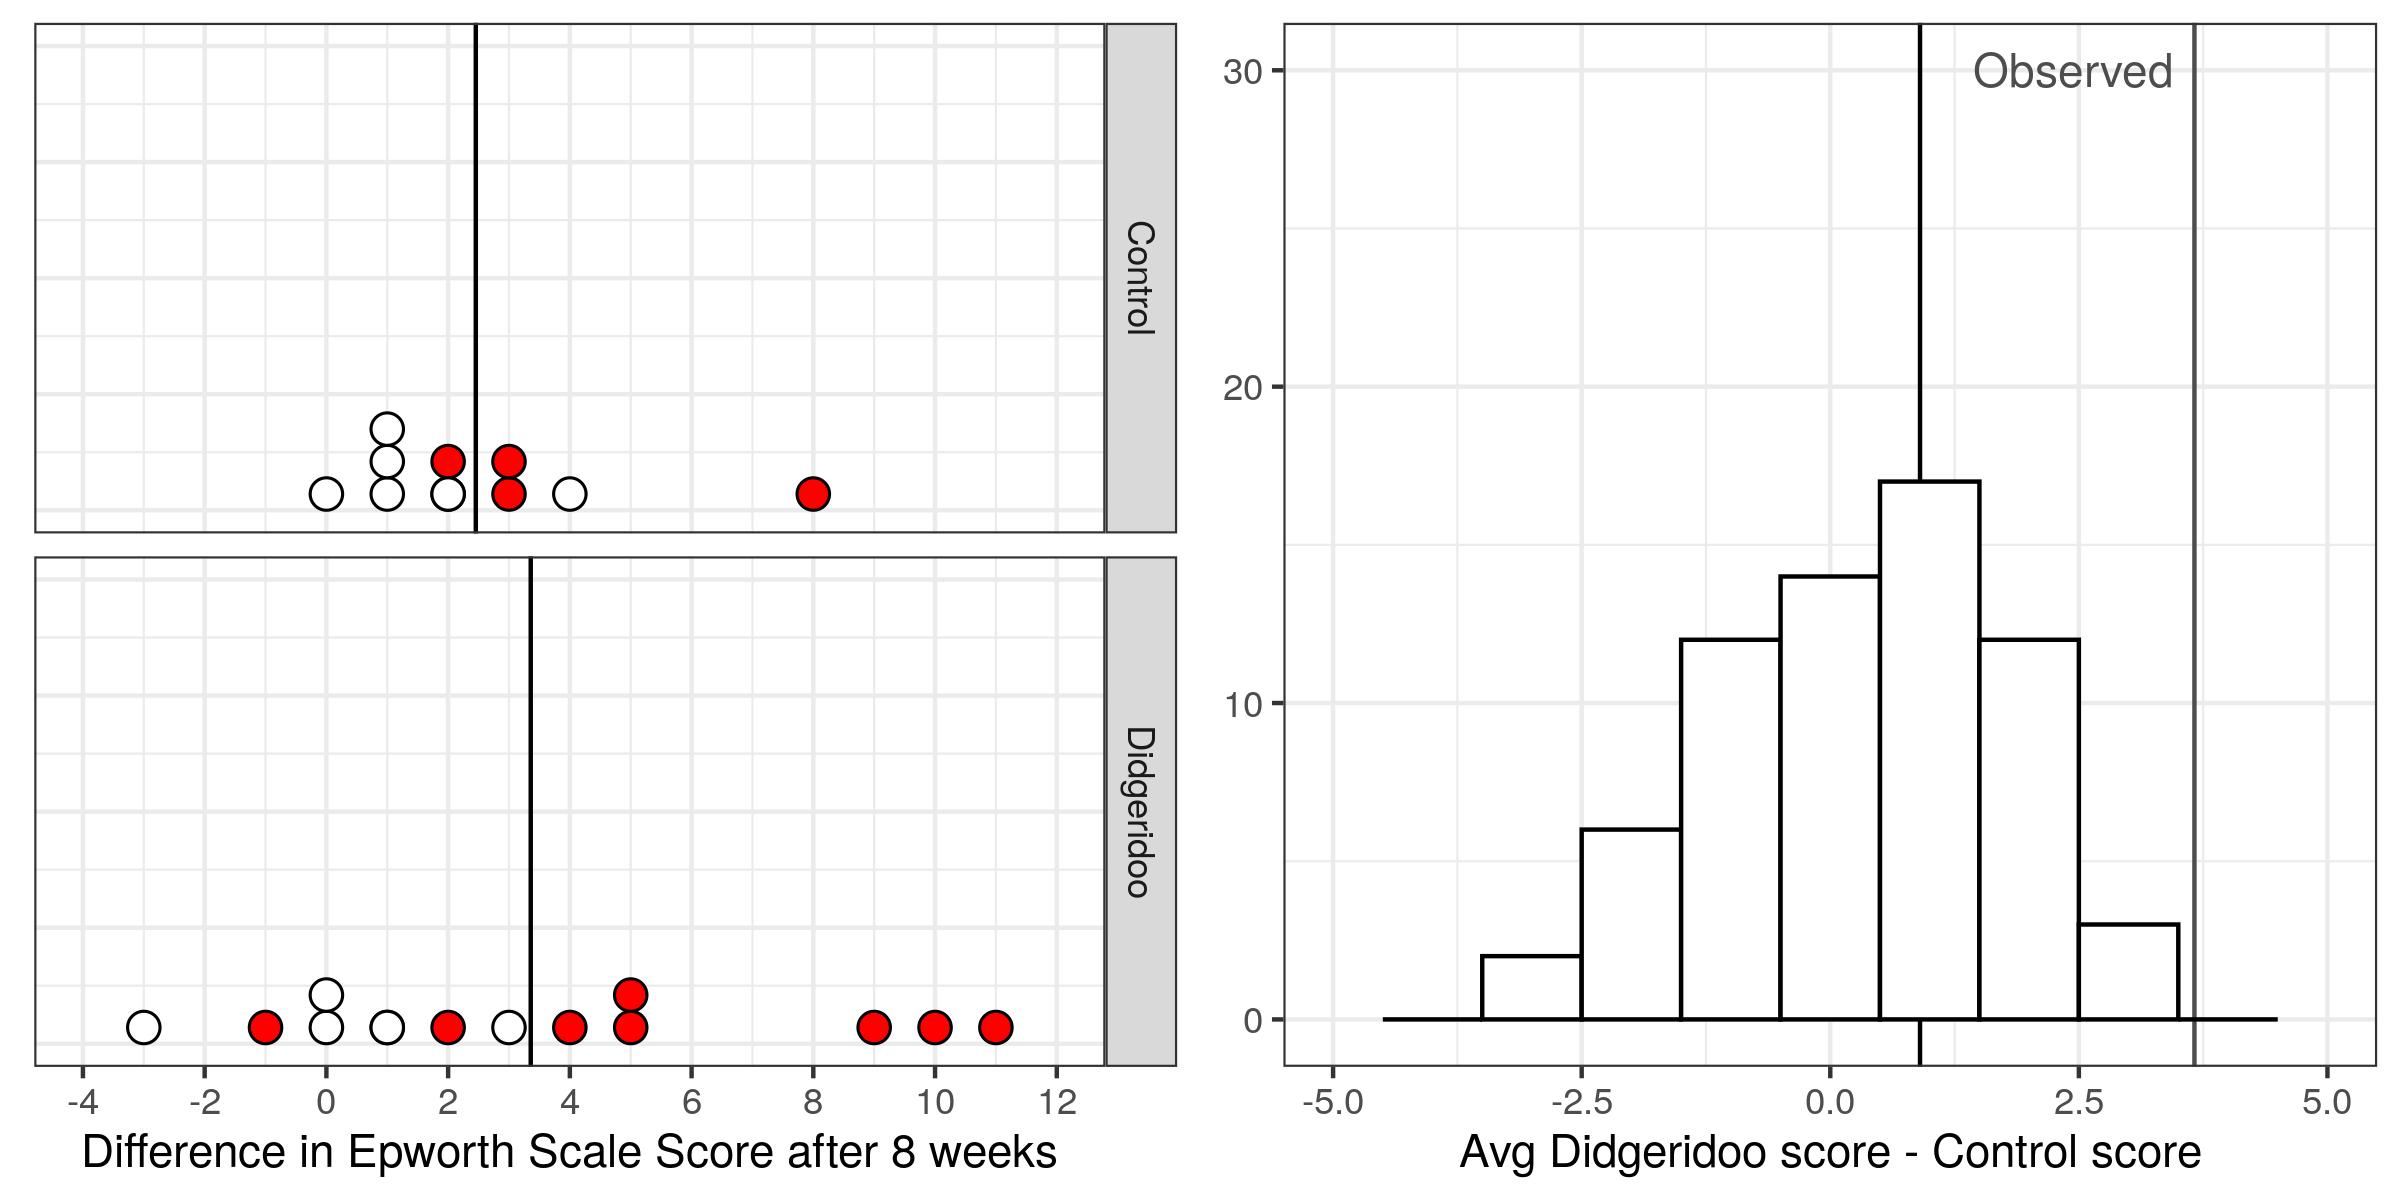 Control
Didgeridoo
-4 -2 0 2 4 6 8 10 12
Difference in Epworth Scale Score after 8 weeks
Observed
30
20
10
0
-5.0 -2.5 0.0 2.5 5.0
Avg Didgeridoo score - Control score